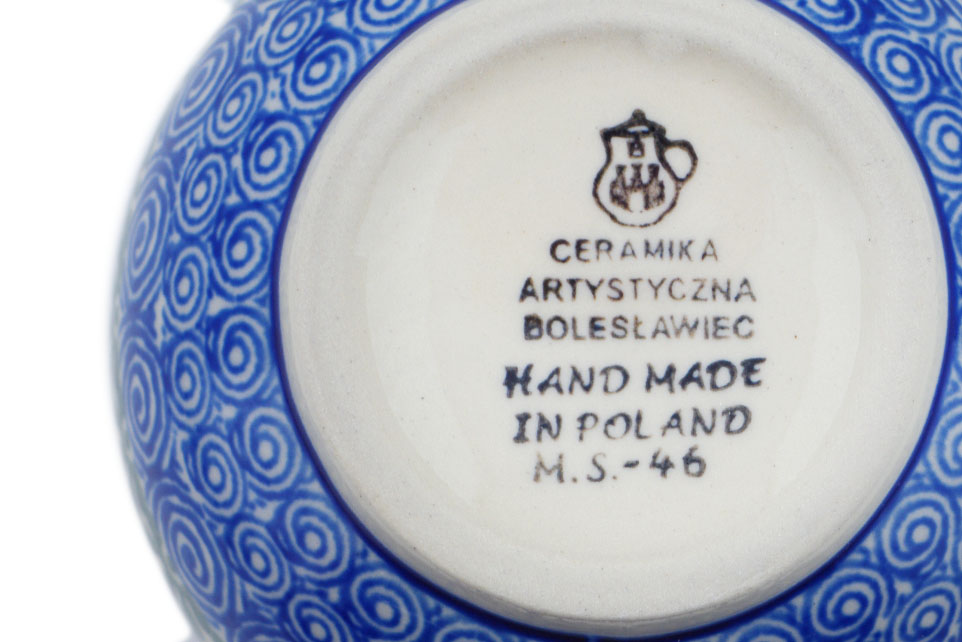 CERAMIKA
ARTYSTYCZNA
BOLESŁAWIEC
HAND MADE
IN POLAND
M.S.-46